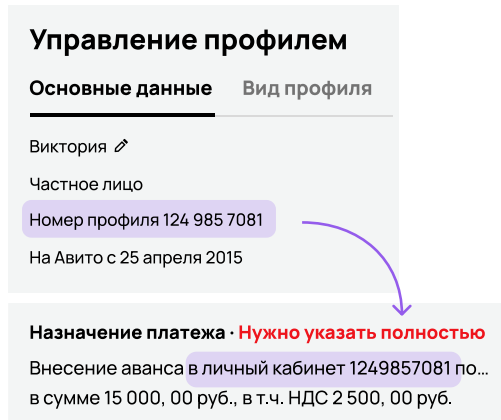 Управление профилем
Основные данные Вид профиля
Виктория
Частное лицо
Номер профиля 124 985 7081
На Авито с 25 апреля 2015
Назначение платежа · Нужно указать полностью
Внесение аванса в личный кабинет 1249857081 по...
в сумме 15 000, 00 руб., в т.ч. НДС 2 500, 00 руб.